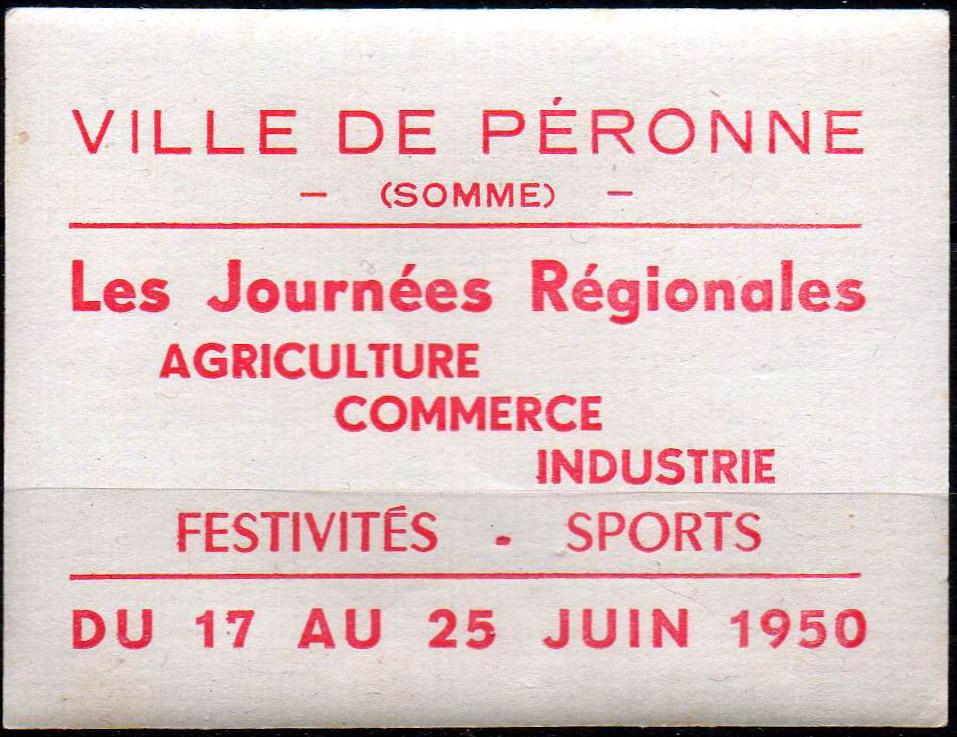 VILLE DE PÉRONNE
- (SOMME) -
Les Journées Régionales
AGRICULTURE
COMMERCE
INDUSTRIE
FESTIVITÉS - SPORTS
DU 17 AU 25 JUIN 1950